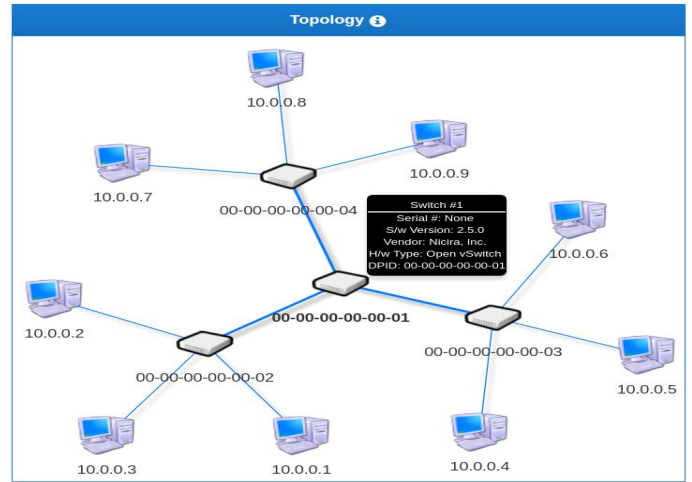 Topology i
10.0.0.8
10.0.0.9
10.0.0.7
00-00-00-00-00-04
Switch #1
Serial #: None
S/w Version: 2.5.0
Vendor: Nicira, Inc.
H/w Type: Open vSwitch
DPID: 00-00-00-00-00-01
10.0.0.6
00-00-00-00-00-01
10.0.0.2
00-00-00-00-00-03
00-00-00-00-00-02
10.0.0.5
10.0.0.3
10.0.0.1
10.0.0.4